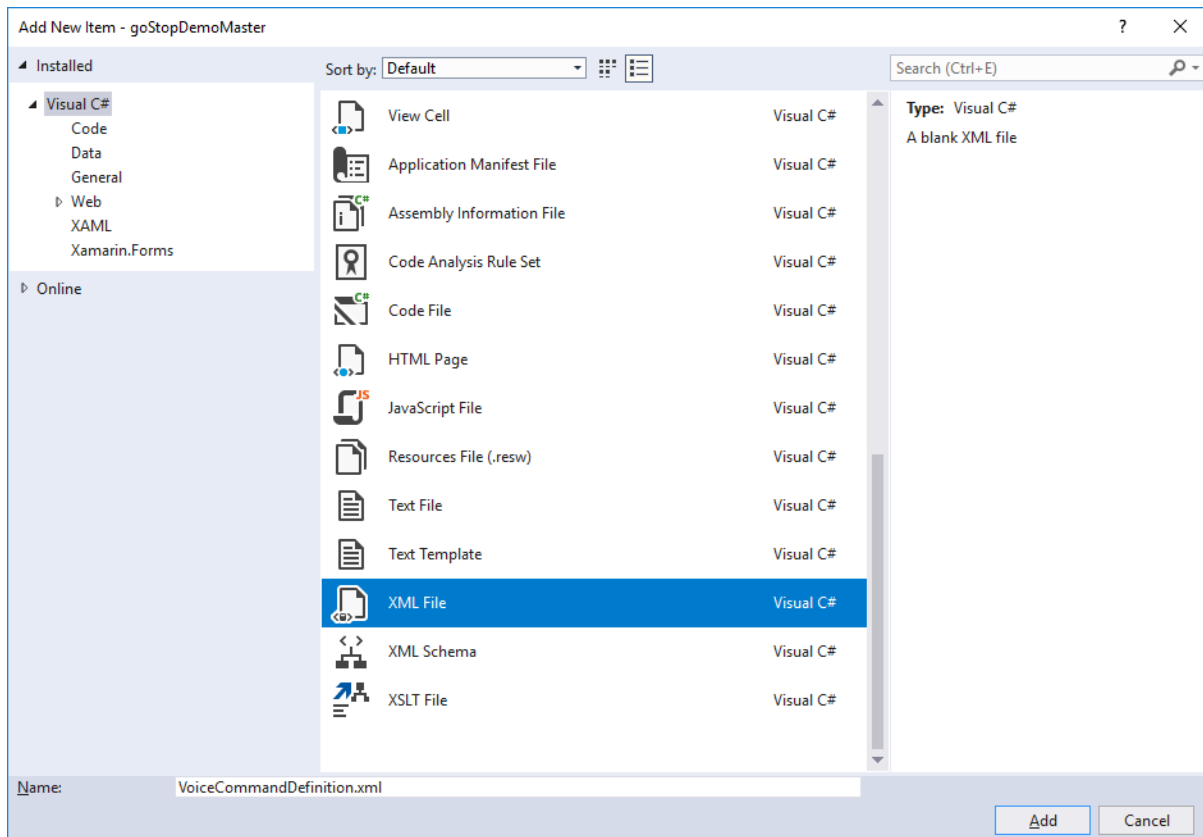 Add New Item - goStopDemoMaster
?
Installed
Sort by: Default
Search (Ctrl+E)
Visual C#
Code
Data
General
Web
XAML
Xamarin.Forms
Online
View Cell Visual C#
Application Manifest File Visual C#
C# Assembly Information File Visual C#
Code Analysis Rule Set Visual C#
C# Code File Visual C#
HTML Page Visual C#
JS JavaScript File Visual C#
Resources File (.resw) Visual C#
Text File Visual C#
Text Template Visual C#
XML File Visual C#
XML Schema Visual C#
XSLT File Visual C#
Type: Visual C#
A blank XML file
Name: VoiceCommandDefinition.xml
Add Cancel